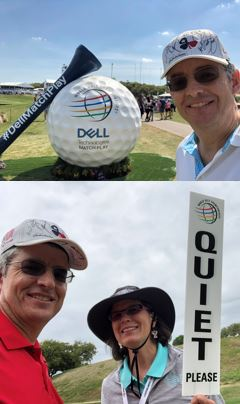 #DellMatchPlay
DELL
Technologies
MATCH PLAY
QUIET
PLEASE